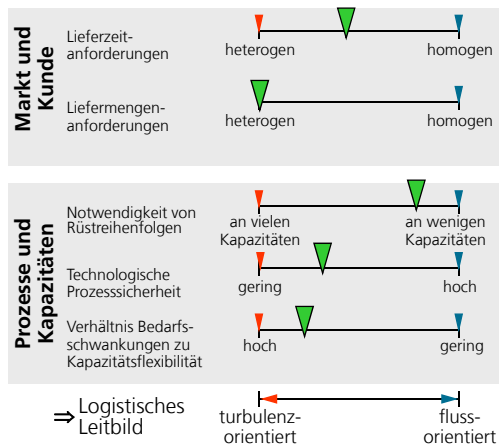 Markt und
Kunde
Lieferzeit-
anforderungen
heterogen
homogen
Liefermengen-
anforderungen
heterogen
homogen
Prozesse und
Kapazitäten
Notwendigkeit von
Rüstreihenfolgen
an vielen
Kapazitäten
an wenigen
Kapazitäten
Technologische
Prozesssicherheit
gering
hoch
Verhältnis Bedarfs-
schwankungen zu
Kapazitätsflexibilität
hoch
gering
⇒ Logistisches
Leitbild
turbulenz-
orientiert
fluss-
orientiert